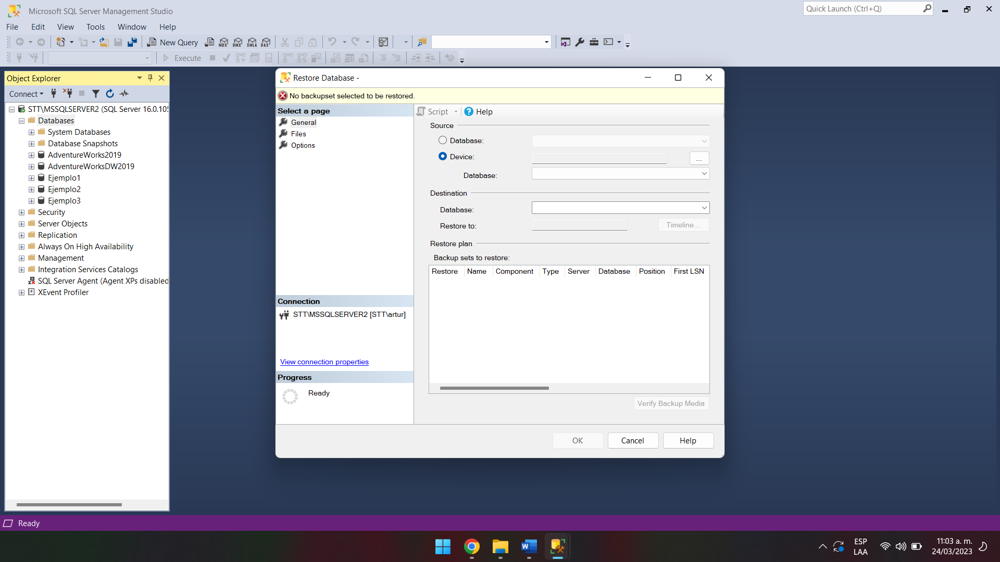 Microsoft SQL Server Management Studio
Quick Launch (Ctrl+Q)
File Edit View Tools Window Help
New Query MDX DMX XMLA DAX
Execute
Object Explorer
Connect
STT\MSSQLSERVER2 (SQL Server 16.0.105
Databases
System Databases
Database Snapshots
AdventureWorks2019
AdventureWorksDW2019
Ejemplo1
Ejemplo2
Ejemplo3
Security
Server Objects
Replication
Always On High Availability
Management
Integration Services Catalogs
SQL Server Agent (Agent XPs disabled
XEvent Profiler
Restore Database -
No backupset selected to be restored.
Select a page
General
Files
Options
Connection
STT\MSSQLSERVER2 [STT\artur]
View connection properties
Progress
Ready
Script Help
Source
Database:
Device:
...
Database:
Destination
Database:
Restore to:
Timeline...
Restore plan
Backup sets to restore:
Restore Name Component Type Server Database Position First LSN
Verify Backup Media
OK Cancel Help
Ready
ESP
LAA
11:03 a. m.
24/03/2023